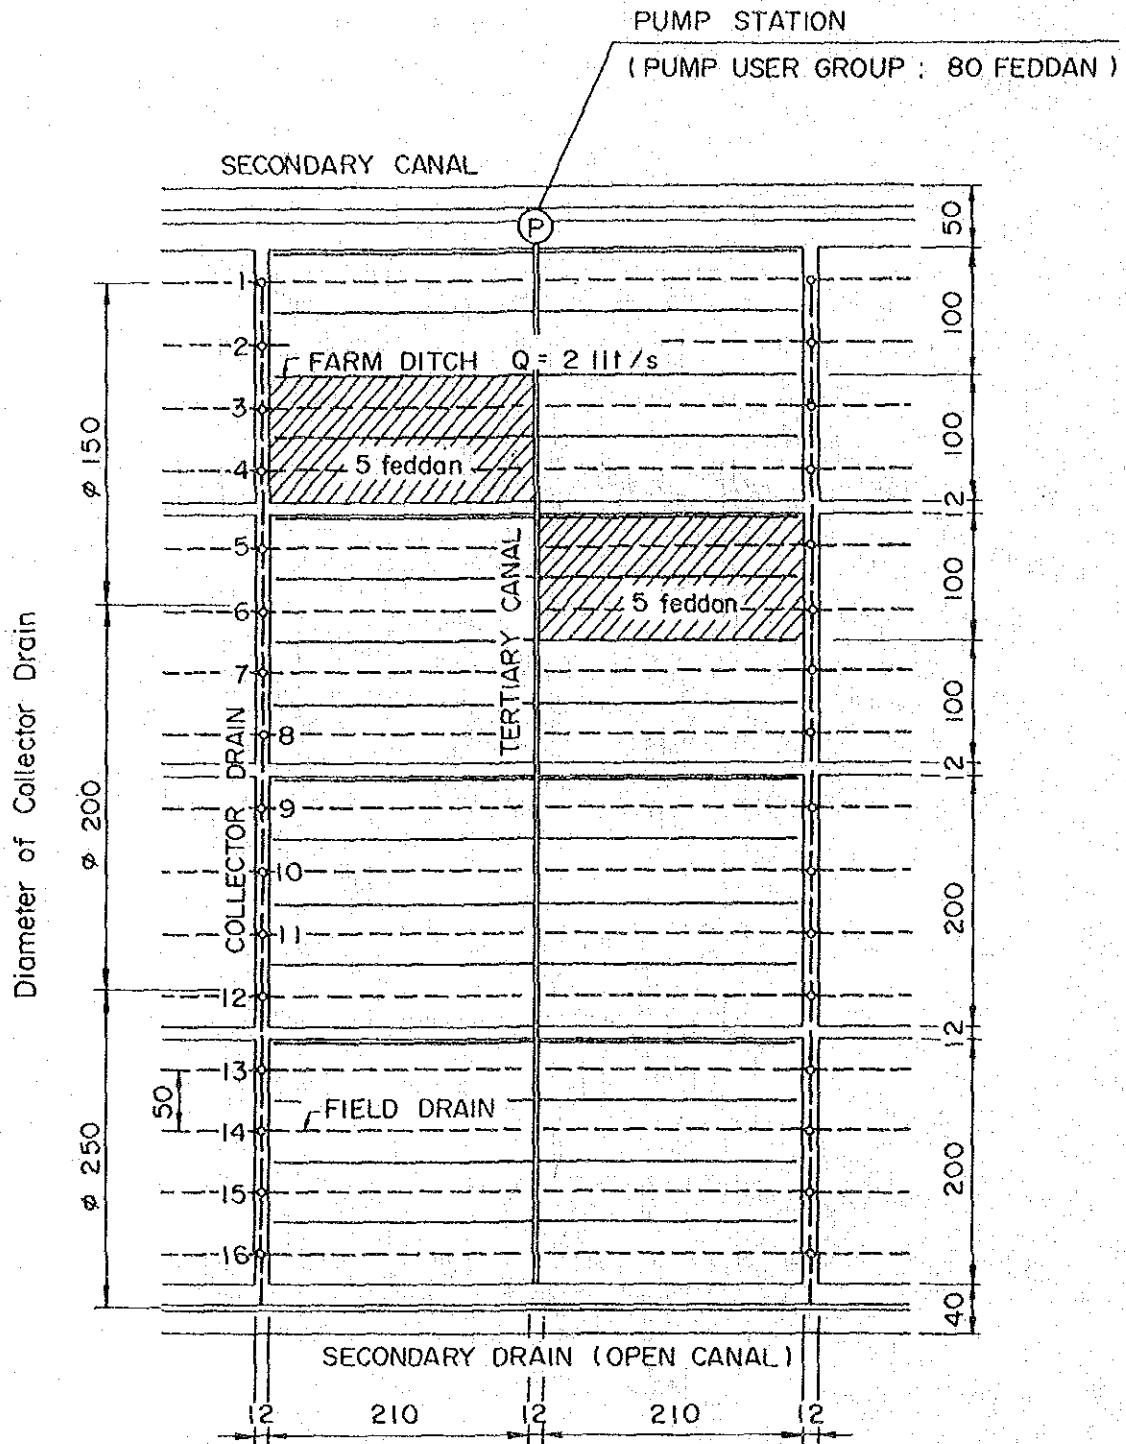 PUMP STATION
(PUMP USER GROUP : 80 FEDDAN)
SECONDARY CANAL
P
50
1
100
2
FARM DITCH Q = 2 lit/s
3
100
4
5 feddan
12
ø 150
5
100
6
5 feddan
7
100
8
12
TERTIARY CANAL
COLLECTOR DRAIN
Diameter of Collector Drain
ø 200
9
10
200
11
12
12
13
50
FIELD DRAIN
14
ø 250
200
15
16
40
SECONDARY DRAIN (OPEN CANAL)
12 210 12 210 12